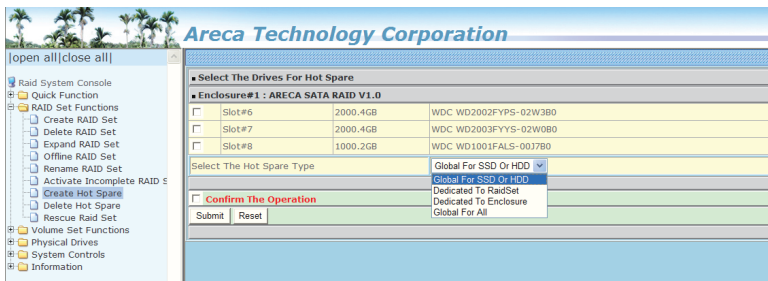 Areca Technology Corporation
|open all|close all|
Raid System Console
Quick Function
RAID Set Functions
Create RAID Set
Delete RAID Set
Expand RAID Set
Offline RAID Set
Rename RAID Set
Activate Incomplete RAID S
Create Hot Spare
Delete Hot Spare
Rescue Raid Set
Volume Set Functions
Physical Drives
System Controls
Information
Select The Drives For Hot Spare
Enclosure#1 : ARECA SATA RAID V1.0
Slot#6 2000.4GB WDC WD2002FYPS-02W3B0
Slot#7 2000.4GB WDC WD2003FYYS-02W0B0
Slot#8 1000.2GB WDC WD1001FALS-00J7B0
Select The Hot Spare Type Global For SSD Or HDD
Global For SSD Or HDD
Dedicated To RaidSet
Dedicated To Enclosure
Global For All
Confirm The Operation
Submit Reset